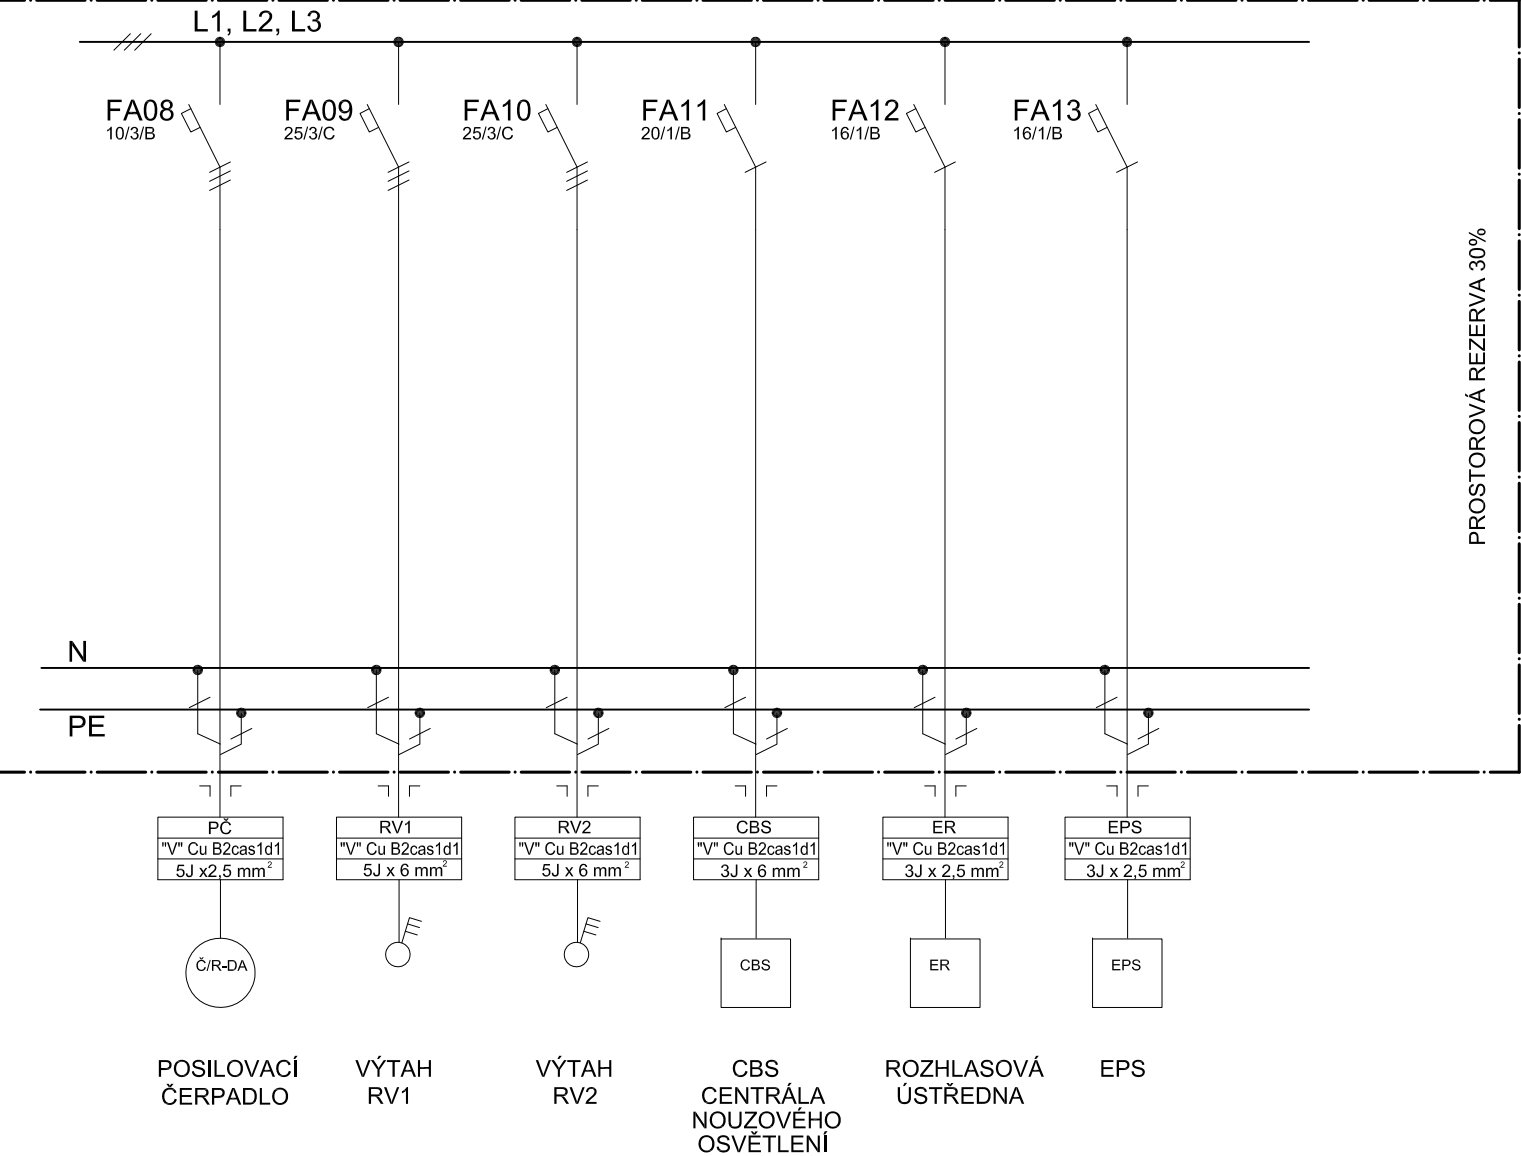 L1, L2, L3
FA08
10/3/B
FA09
25/3/C
FA10
25/3/C
FA11
20/1/B
FA12
16/1/B
FA13
16/1/B
PROSTOROVÁ REZERVA 30%
N
PE
PČ
"V" Cu B2cas1d1
5J x2,5 mm²
RV1
"V" Cu B2cas1d1
5J x 6 mm²
RV2
"V" Cu B2cas1d1
5J x 6 mm²
CBS
"V" Cu B2cas1d1
3J x 6 mm²
ER
"V" Cu B2cas1d1
3J x 2,5 mm²
EPS
"V" Cu B2cas1d1
3J x 2,5 mm²
Č/R-DA
CBS
ER
EPS
POSILOVACÍ
ČERPADLO
VÝTAH
RV1
VÝTAH
RV2
CBS
CENTRÁLA
NOUZOVÉHO
OSVĚTLENÍ
ROZHLASOVÁ
ÚSTŘEDNA
EPS